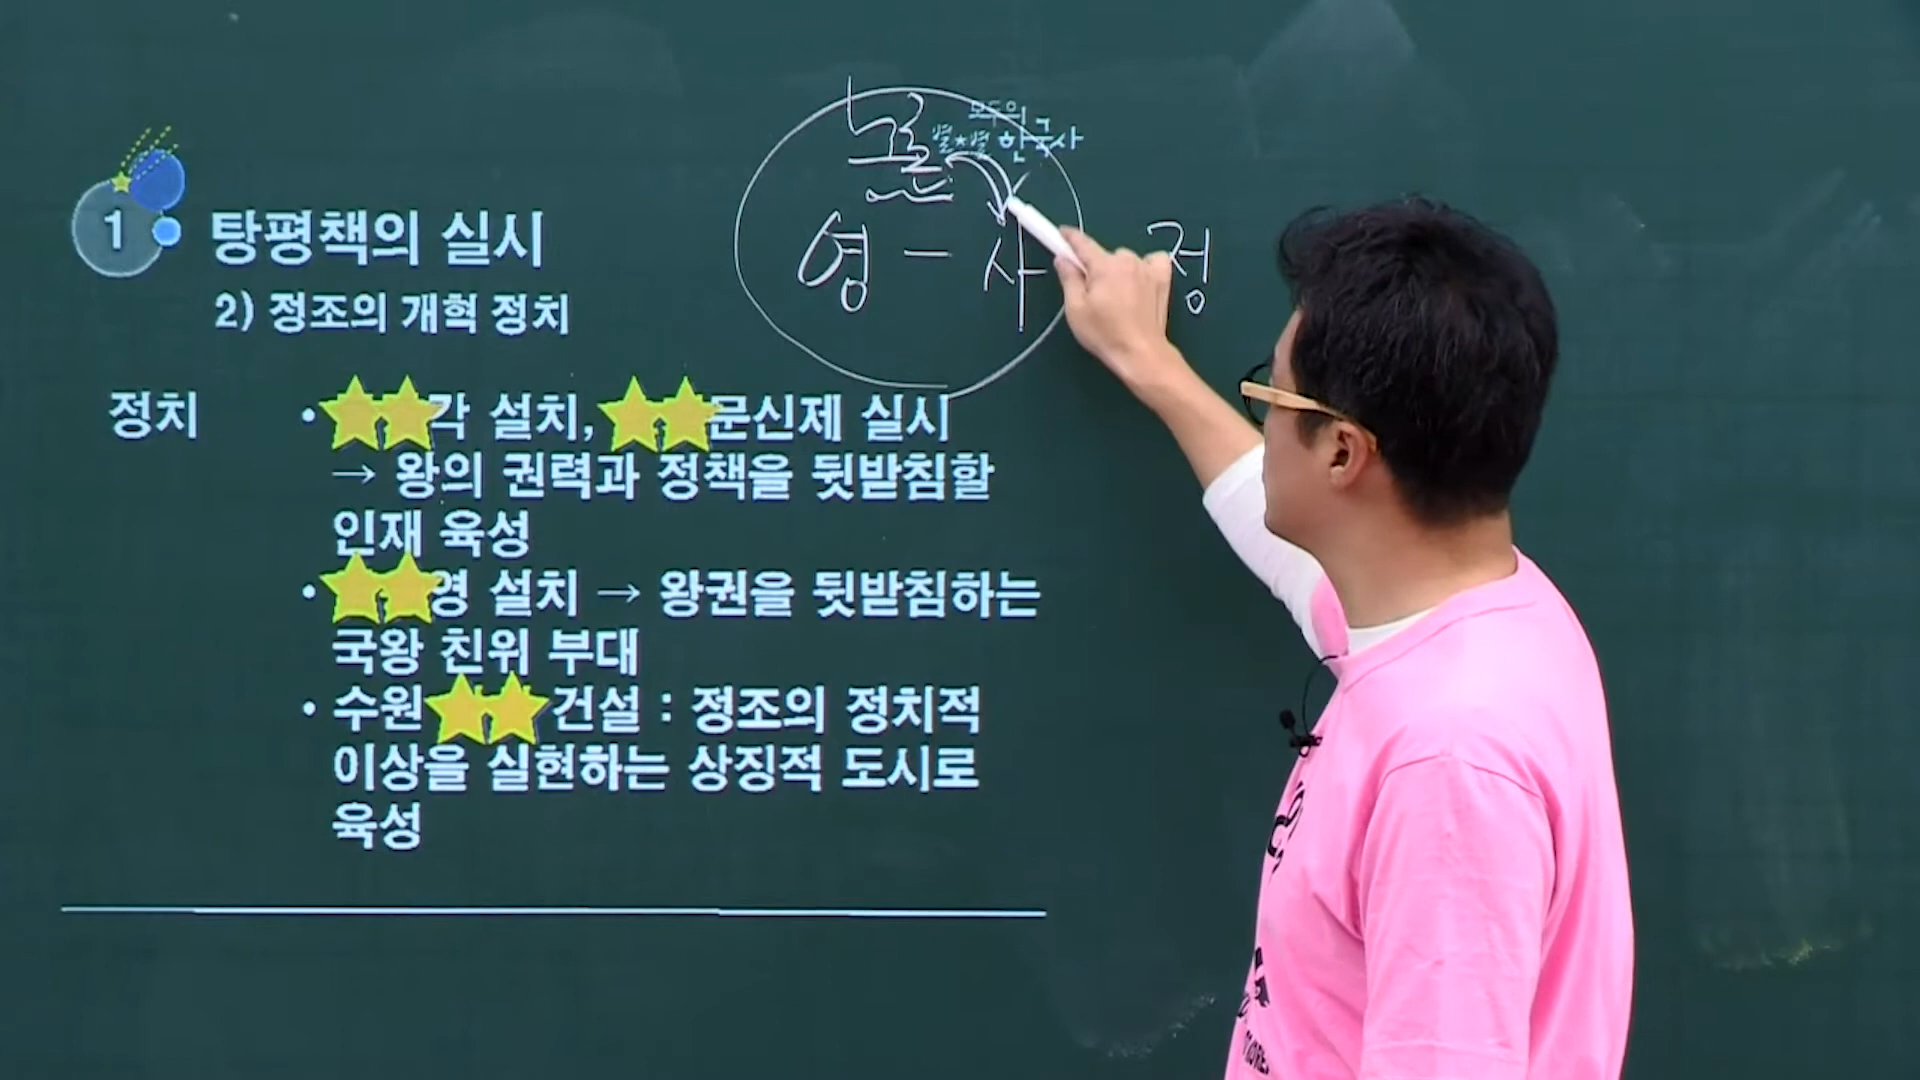 노론
모두의
별★별 한국사
영 - 사 정
1 탕평책의 실시
2) 정조의 개혁 정치
정치
• ★★각 설치, ★★문신제 실시
→ 왕의 권력과 정책을 뒷받침할
인재 육성
• ★★영 설치 → 왕권을 뒷받침하는
국왕 친위 부대
• 수원★★건설 : 정조의 정치적
이상을 실현하는 상징적 도시로
육성